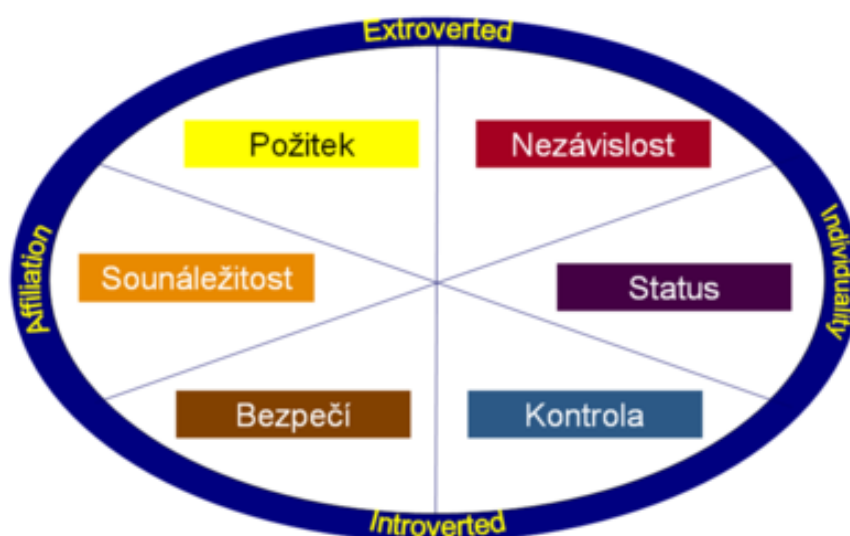 Extroverted
Požitek
Nezávislost
Affiliation
Individuality
Sounáležitost
Status
Bezpečí
Kontrola
Introverted